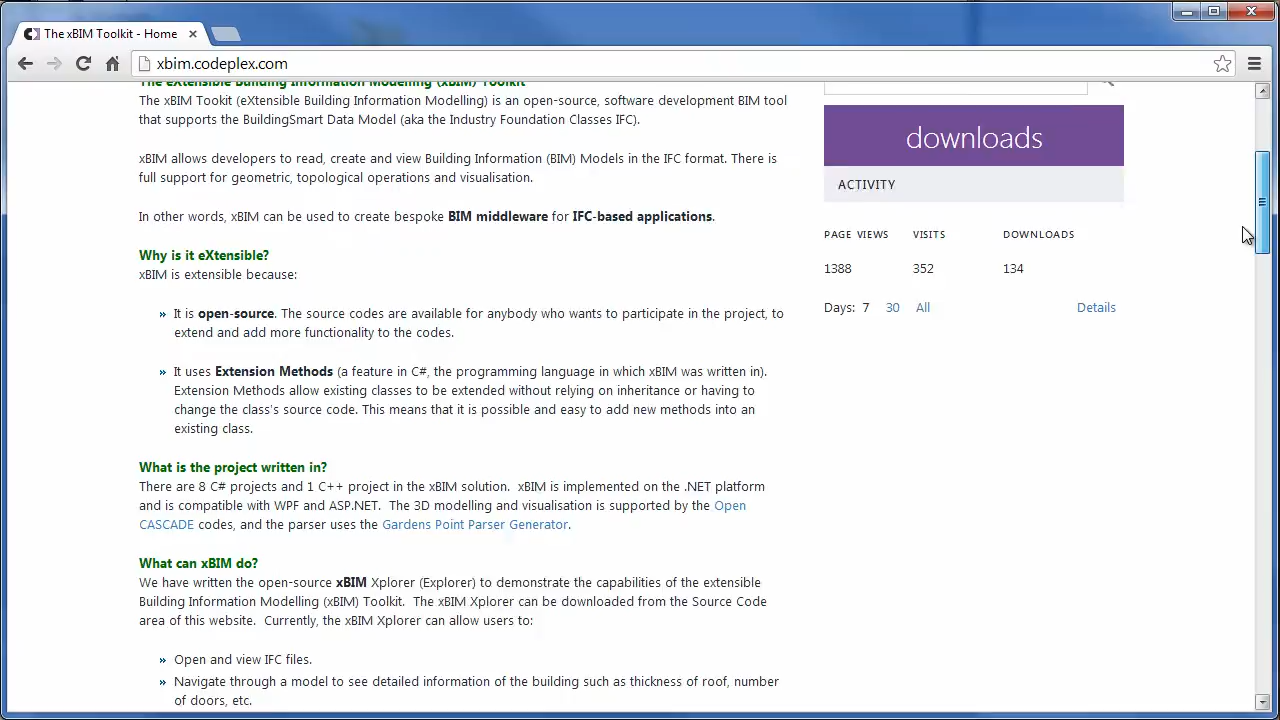 The xBIM Toolkit - Home
xbim.codeplex.com
The eXtensible Building Information Modelling (xBIM) Toolkit
The xBIM Tookit (eXtensible Building Information Modelling) is an open-source, software development BIM tool
that supports the BuildingSmart Data Model (aka the Industry Foundation Classes IFC).
xBIM allows developers to read, create and view Building Information (BIM) Models in the IFC format. There is
full support for geometric, topological operations and visualisation.
In other words, xBIM can be used to create bespoke BIM middleware for IFC-based applications.
Why is it eXtensible?
xBIM is extensible because:
» It is open-source. The source codes are available for anybody who wants to participate in the project, to
extend and add more functionality to the codes.
» It uses Extension Methods (a feature in C#, the programming language in which xBIM was written in).
Extension Methods allow existing classes to be extended without relying on inheritance or having to
change the class's source code. This means that it is possible and easy to add new methods into an
existing class.
What is the project written in?
There are 8 C# projects and 1 C++ project in the xBIM solution. xBIM is implemented on the .NET platform
and is compatible with WPF and ASP.NET. The 3D modelling and visualisation is supported by the Open
CASCADE codes, and the parser uses the Gardens Point Parser Generator.
What can xBIM do?
We have written the open-source xBIM Xplorer (Explorer) to demonstrate the capabilities of the extensible
Building Information Modelling (xBIM) Toolkit. The xBIM Xplorer can be downloaded from the Source Code
area of this website. Currently, the xBIM Xplorer can allow users to:
» Open and view IFC files.
» Navigate through a model to see detailed information of the building such as thickness of roof, number
of doors, etc.
downloads
ACTIVITY
PAGE VIEWS VISITS DOWNLOADS
1388 352 134
Days: 7 30 All Details